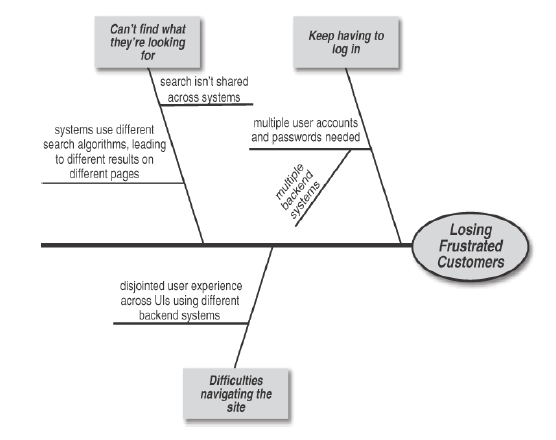 Can't find what
they're looking
for
Keep having to
log in
search isn't shared
across systems
systems use different
search algorithms, leading
to different results on
different pages
multiple user accounts
and passwords needed
multiple
backend
systems
Losing
Frustrated
Customers
disjointed user experience
across UIs using different
backend systems
Difficulties
navigating the
site